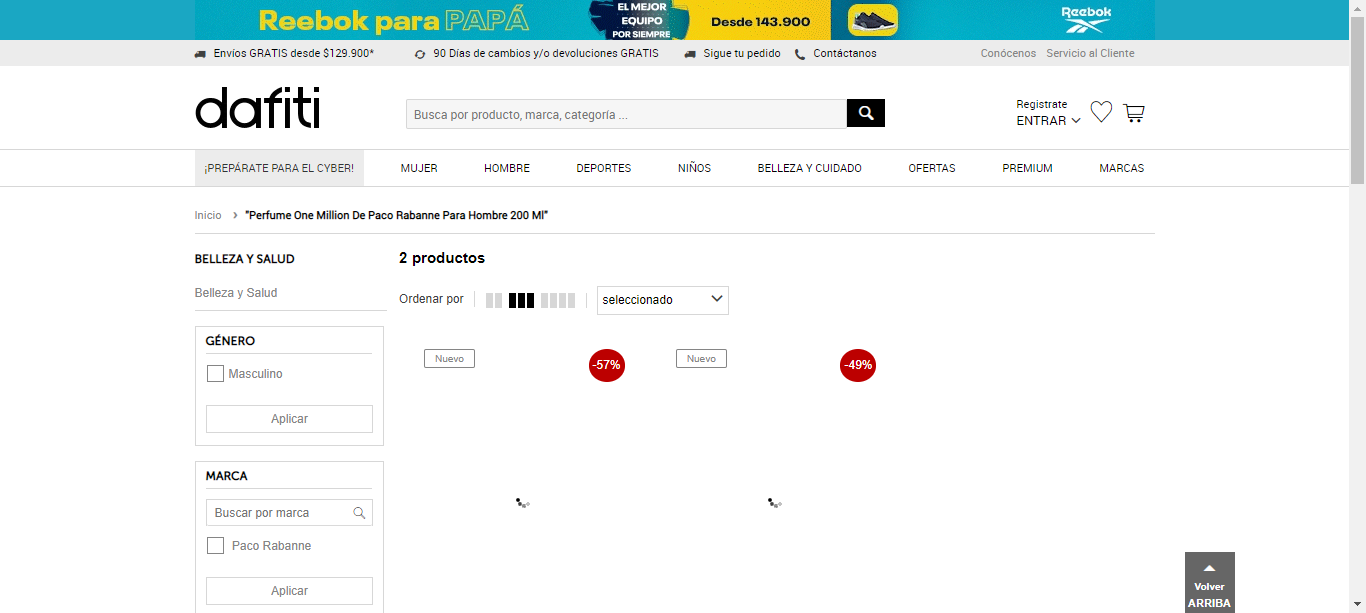 Reebok para PAPÁ
EL MEJOR
EQUIPO
POR SIEMPRE
Desde 143.900
Reebok
Envíos GRATIS desde $129.900*
90 Días de cambios y/o devoluciones GRATIS
Sigue tu pedido
Contáctanos
Conócenos
Servicio al Cliente
dafiti
Busca por producto, marca, categoría ...
Registrate
ENTRAR
¡PREPÁRATE PARA EL CYBER!
MUJER
HOMBRE
DEPORTES
NIÑOS
BELLEZA Y CUIDADO
OFERTAS
PREMIUM
MARCAS
Inicio > "Perfume One Million De Paco Rabanne Para Hombre 200 Ml"
BELLEZA Y SALUD
Belleza y Salud
GÉNERO
Masculino
Aplicar
MARCA
Buscar por marca
Paco Rabanne
Aplicar
2 productos
Ordenar por
seleccionado
Nuevo
-57%
Nuevo
-49%
Volver
ARRIBA